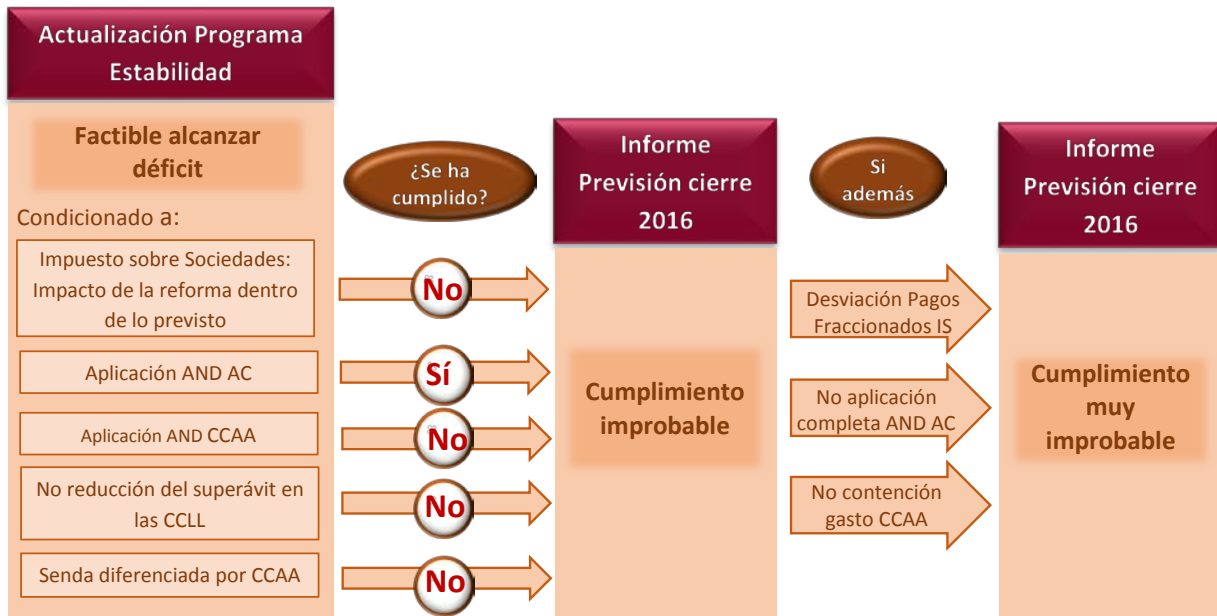 Actualización Programa
Estabilidad
Factible alcanzar
déficit
Condicionado a:
Impuesto sobre Sociedades:
Impacto de la reforma dentro
de lo previsto
Aplicación AND AC
Aplicación AND CCAA
No reducción del superávit en
las CCLL
Senda diferenciada por CCAA
¿Se ha
cumplido?
No
Sí
No
No
No
Informe
Previsión cierre
2016
Cumplimiento
improbable
Si
además
Desviación Pagos
Fraccionados IS
No aplicación
completa AND AC
No contención
gasto CCAA
Informe
Previsión cierre
2016
Cumplimiento
muy
improbable